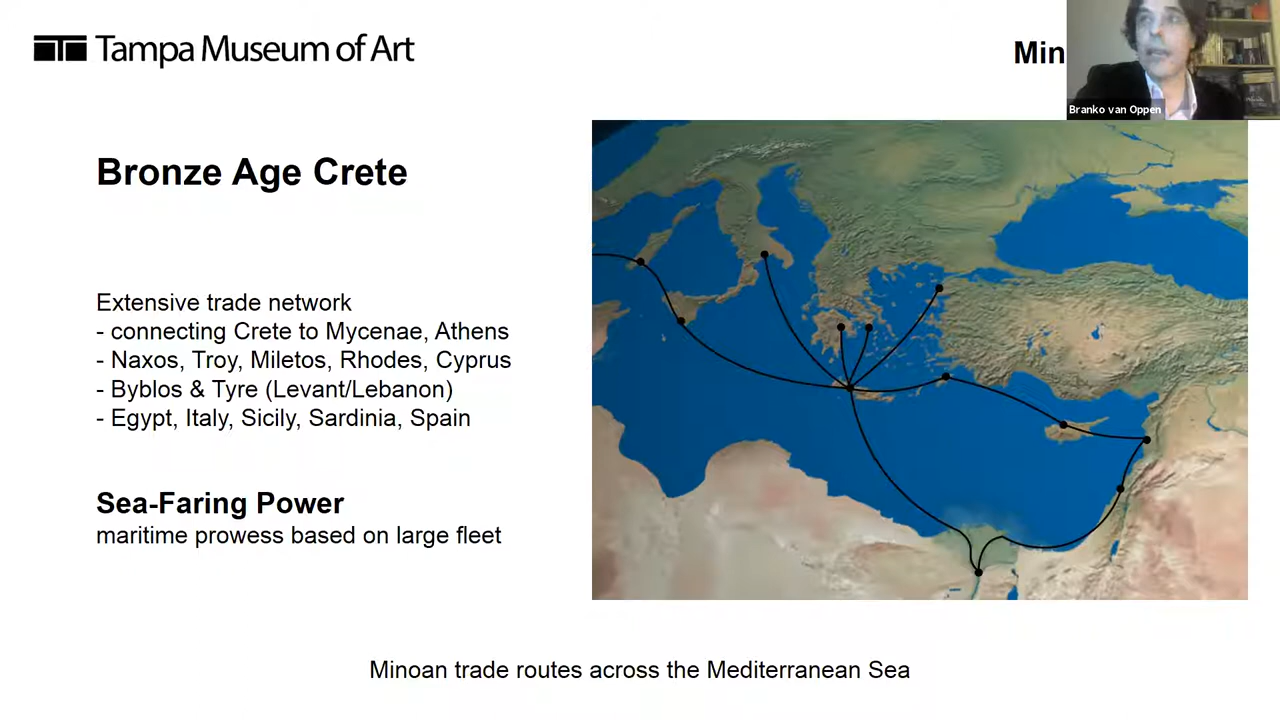 Tampa Museum of Art
Min
Branko van Oppen
Bronze Age Crete
Extensive trade network
- connecting Crete to Mycenae, Athens
- Naxos, Troy, Miletos, Rhodes, Cyprus
- Byblos & Tyre (Levant/Lebanon)
- Egypt, Italy, Sicily, Sardinia, Spain
Sea-Faring Power
maritime prowess based on large fleet
Minoan trade routes across the Mediterranean Sea